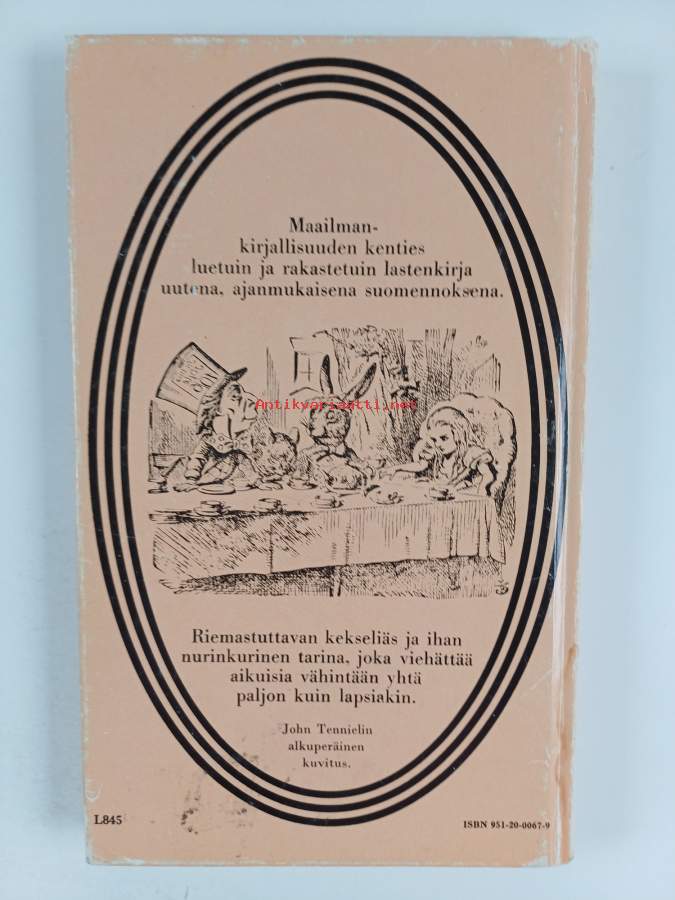 Maailman-
kirjallisuuden kenties
luetuin ja rakastetuin lastenkirja
uutena, ajanmukaisena suomennoksena.
Antikvariaatti.net
Riemastuttavan kekseliäs ja ihan
nurinkurinen tarina, joka viehättää
aikuisia vähintään yhtä
paljon kuin lapsiakin.
John Tennielin
alkuperäinen
kuvitus.
L845
ISBN 951-20-0067-9